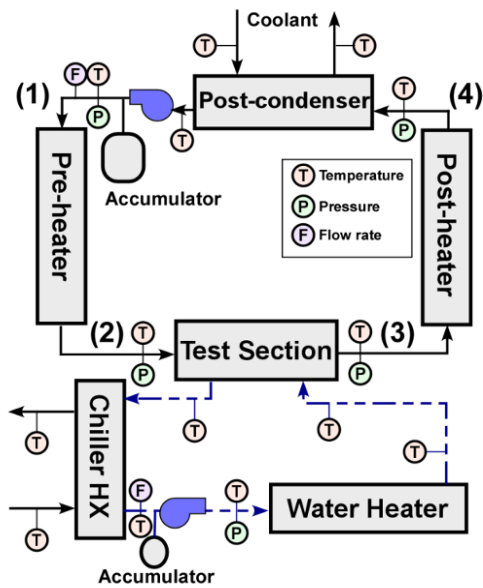 Coolant
T
T
F T
(1)
P
T
Post-condenser
T
(4)
P
Accumulator
Pre-heater
T Temperature
P Pressure
F Flow rate
Post-heater
(2)
T
P
Test Section
T
(3)
P
Chiller HX
T
T
T
T
F
T
T
P
T
Water Heater
Accumulator